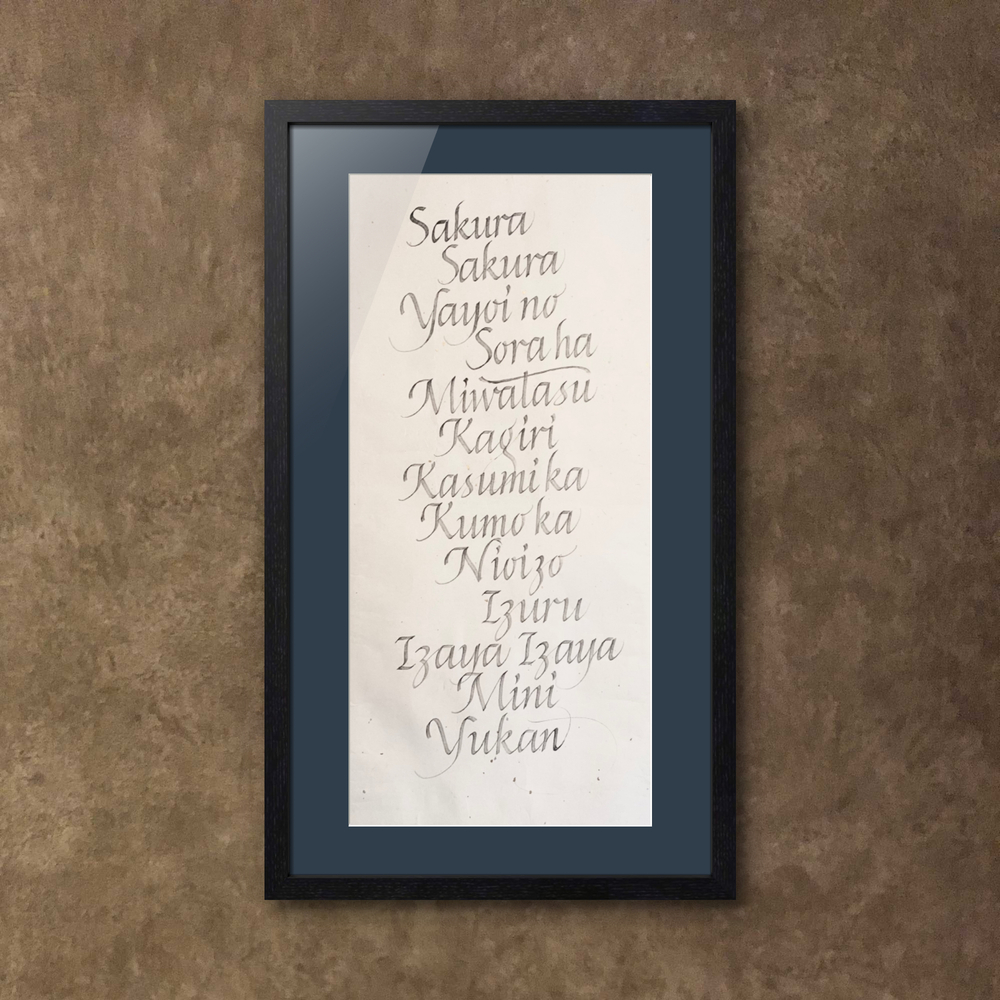 Sakura
Sakura
Yayoi no
Sora ha
Miwatasu
Kagiri
Kasumi ka
Kumo ka
Nioizo
Izuru
Izaya Izaya
Mini
Yukan